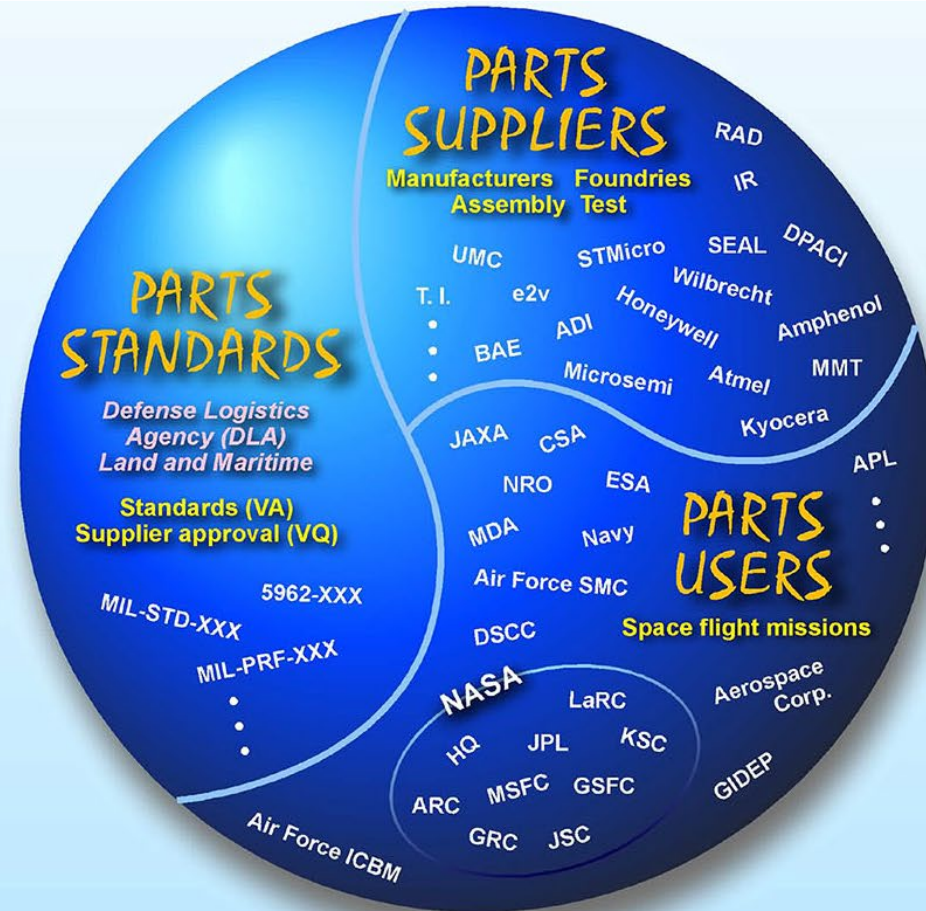 PARTS
SUPPLIERS
Manufacturers Foundries
Assembly Test
RAD
IR
DPACI
SEAL
STMicro
UMC
Wilbrecht
T. I.
e2v
Honeywell
Amphenol
ADI
BAE
MMT
Atmel
Microsemi
Kyocera
PARTS
STANDARDS
Defense Logistics
Agency (DLA)
Land and Maritime
Standards (VA)
Supplier approval (VQ)
5962-XXX
MIL-STD-XXX
MIL-PRF-XXX
JAXA
CSA
APL
NRO
ESA
MDA
Navy
PARTS
USERS
Space flight missions
Air Force SMC
DSCC
NASA
LaRC
HQ
JPL
KSC
MSFC
GSFC
ARC
GRC
JSC
Aerospace
Corp.
GIDEP
Air Force ICBM